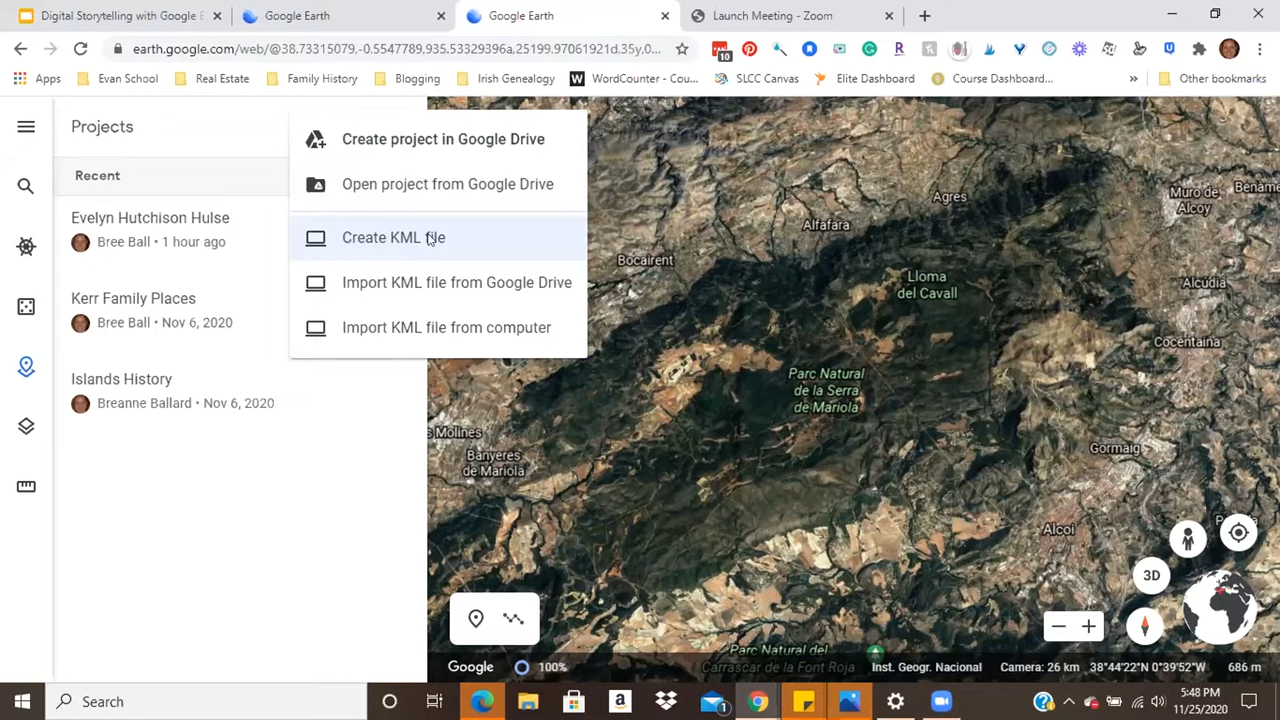 Digital Storytelling with Google E
Google Earth
Google Earth
Launch Meeting - Zoom
earth.google.com/web/@38.73315079,-0.5547789,935.53329396a,25199.97061921d,35y,0...
10
Apps
Evan School
Real Estate
Family History
Blogging
Irish Genealogy
W
WordCounter - Cou...
SLCC Canvas
Elite Dashboard
Course Dashboard...
»
Other bookmarks
Projects
Recent
Evelyn Hutchison Hulse
Bree Ball • 1 hour ago
Kerr Family Places
Bree Ball • Nov 6, 2020
Islands History
Breanne Ballard • Nov 6, 2020
Create project in Google Drive
Open project from Google Drive
Create KML file
Import KML file from Google Drive
Import KML file from computer
Agres
Alfafara
Bocairent
Muro de
Alcoy
Lloma
del Cavall
Alcúdia
Cocentaina
Parc Natural
de la Serra
de Mariola
s Molines
Banyeres
de Mariola
Gormaig
Alcoi
3D
Parc Natural del
Carrascar de la Font Roja
Google
100%
Inst. Geogr. Nacional
Camera: 26 km
38°44'22"N 0°39'52"W
686 m
Search
1
5:48 PM
11/25/2020